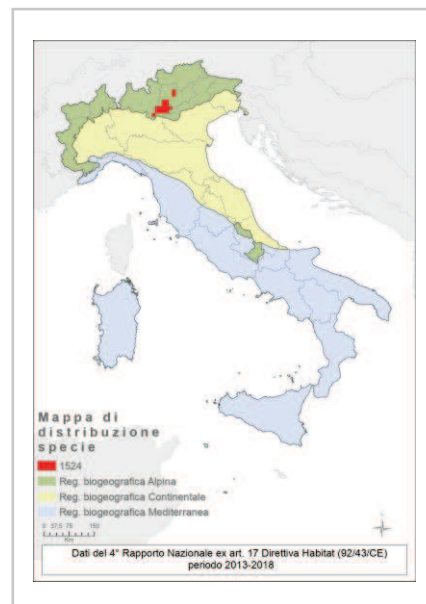 Mappa di
distribuzione
specie
1524
Reg. biogeografica Alpina
Reg. biogeografica Continentale
Reg. biogeografica Mediterranea
0 37,5 75 150
Km
Dati del 4° Rapporto Nazionale ex art. 17 Direttiva Habitat (92/43/CE)
periodo 2013-2018